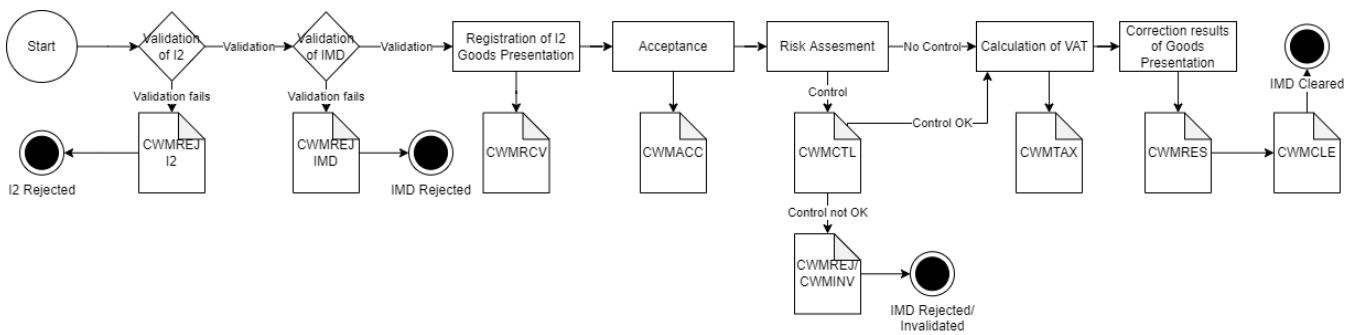 Start
Validation
of I2
Validation
Validation
of IMD
Validation
Registration of I2
Goods Presentation
Acceptance
Risk Assesment
No Control
Calculation of VAT
Correction results
of Goods
Presentation
IMD Cleared
Validation fails
Validation fails
Control
Control OK
I2 Rejected
CWMREJ
I2
CWMREJ
IMD
IMD Rejected
CWMRCV
CWMACC
CWMCTL
CWMTAX
CWMRES
CWMCLE
Control not OK
CWMREJ/
CWMINV
IMD Rejected/
Invalidated